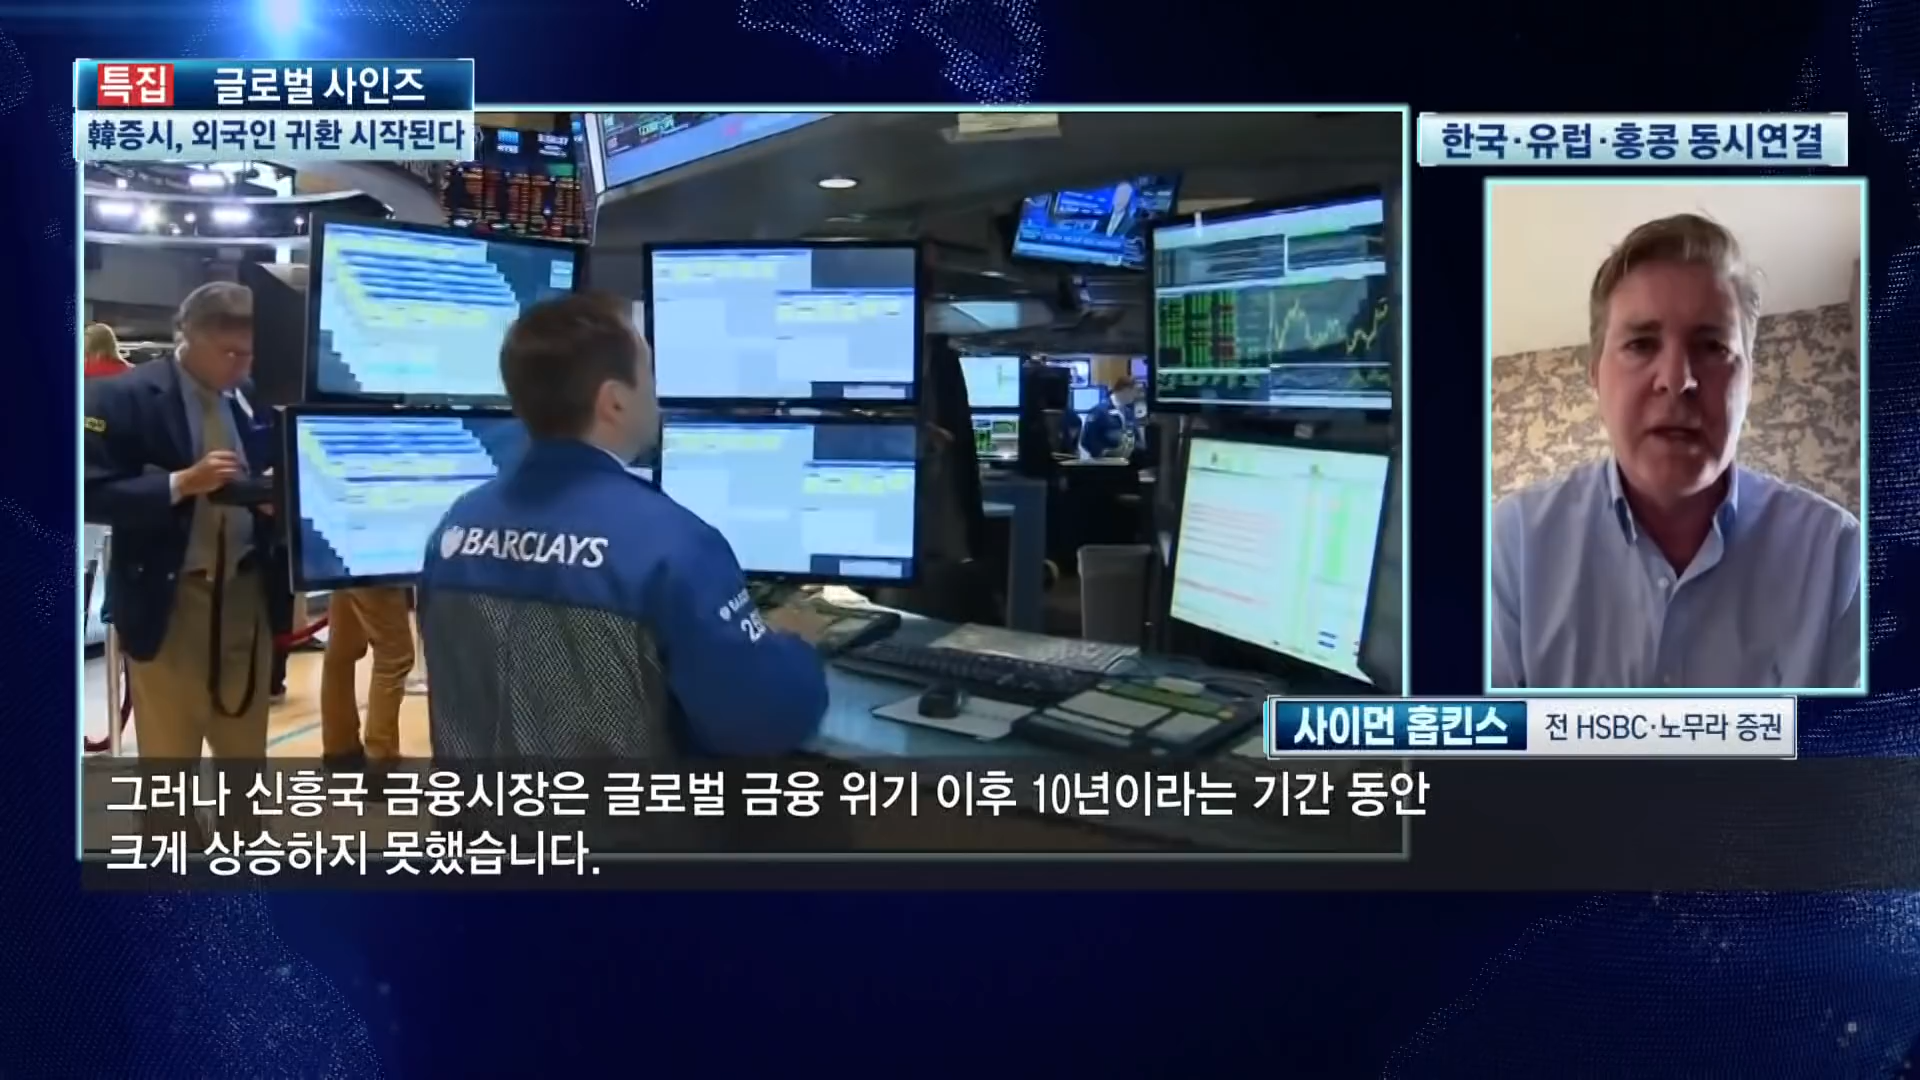 특집 글로벌 사인즈
韓증시, 외국인 귀환 시작된다
한국·유럽·홍콩 동시연결
BARCLAYS
사이먼 홉킨스 전 HSBC·노무라 증권
그러나 신흥국 금융시장은 글로벌 금융 위기 이후 10년이라는 기간 동안
크게 상승하지 못했습니다.